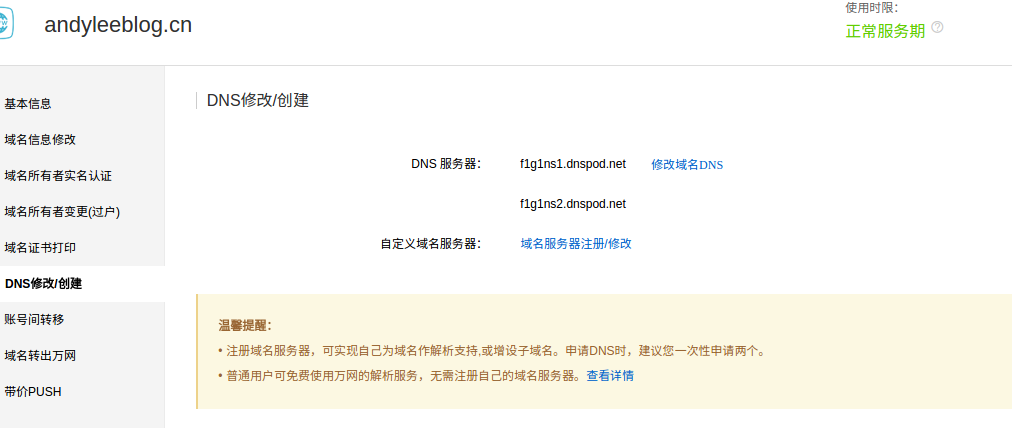 andyleeblog.cn
使用时限：
正常服务期 ?
基本信息
域名信息修改
域名所有者实名认证
域名所有者变更(过户)
域名证书打印
DNS修改/创建
账号间转移
域名转出万网
带价PUSH
DNS修改/创建
DNS 服务器： f1g1ns1.dnspod.net 修改域名DNS
f1g1ns2.dnspod.net
自定义域名服务器： 域名服务器注册/修改
温馨提醒：
• 注册域名服务器，可实现自己为域名作解析支持,或增设子域名。申请DNS时，建议您一次性申请两个。
• 普通用户可免费使用万网的解析服务，无需注册自己的域名服务器。查看详情